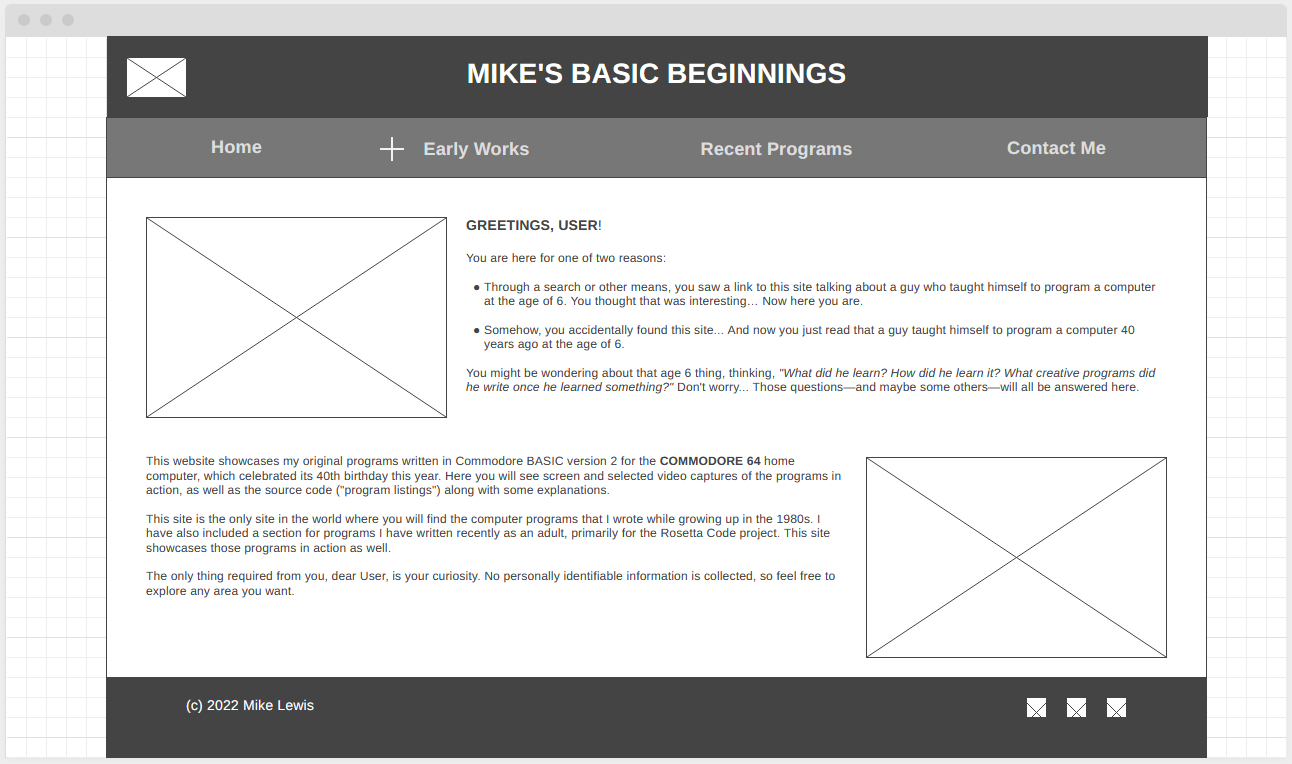 MIKE'S BASIC BEGINNINGS
Home
Early Works
Recent Programs
Contact Me
GREETINGS, USER!
You are here for one of two reasons:
● Through a search or other means, you saw a link to this site talking about a guy who taught himself to program a computer
at the age of 6. You thought that was interesting... Now here you are.
● Somehow, you accidentally found this site... And now you just read that a guy taught himself to program a computer 40
years ago at the age of 6.
You might be wondering about that age 6 thing, thinking, "What did he learn? How did he learn it? What creative programs did
he write once he learned something?" Don't worry... Those questions—and maybe some others—will all be answered here.
This website showcases my original programs written in Commodore BASIC version 2 for the COMMODORE 64 home
computer, which celebrated its 40th birthday this year. Here you will see screen and selected video captures of the programs in
action, as well as the source code ("program listings") along with some explanations.
This site is the only site in the world where you will find the computer programs that I wrote while growing up in the 1980s. I
have also included a section for programs I have written recently as an adult, primarily for the Rosetta Code project. This site
showcases those programs in action as well.
The only thing required from you, dear User, is your curiosity. No personally identifiable information is collected, so feel free to
explore any area you want.
(c) 2022 Mike Lewis